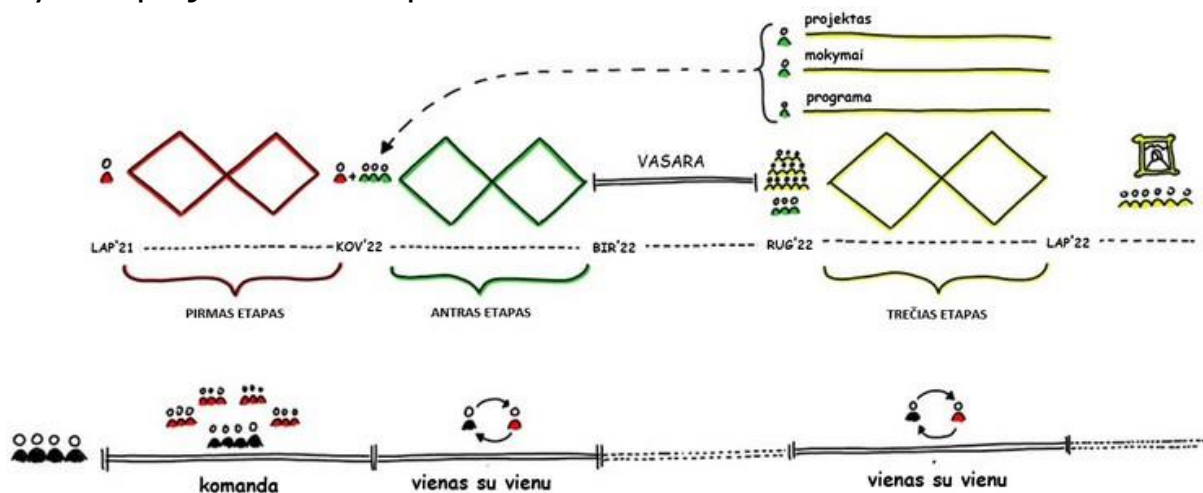 projektas
mokymai
programa
VASARA
LAP'21
KOV'22
BIR'22
RUG'22
LAP'22
PIRMAS ETAPAS
ANTRAS ETAPAS
TREČIAS ETAPAS
komanda
vienas su vienu
vienas su vienu